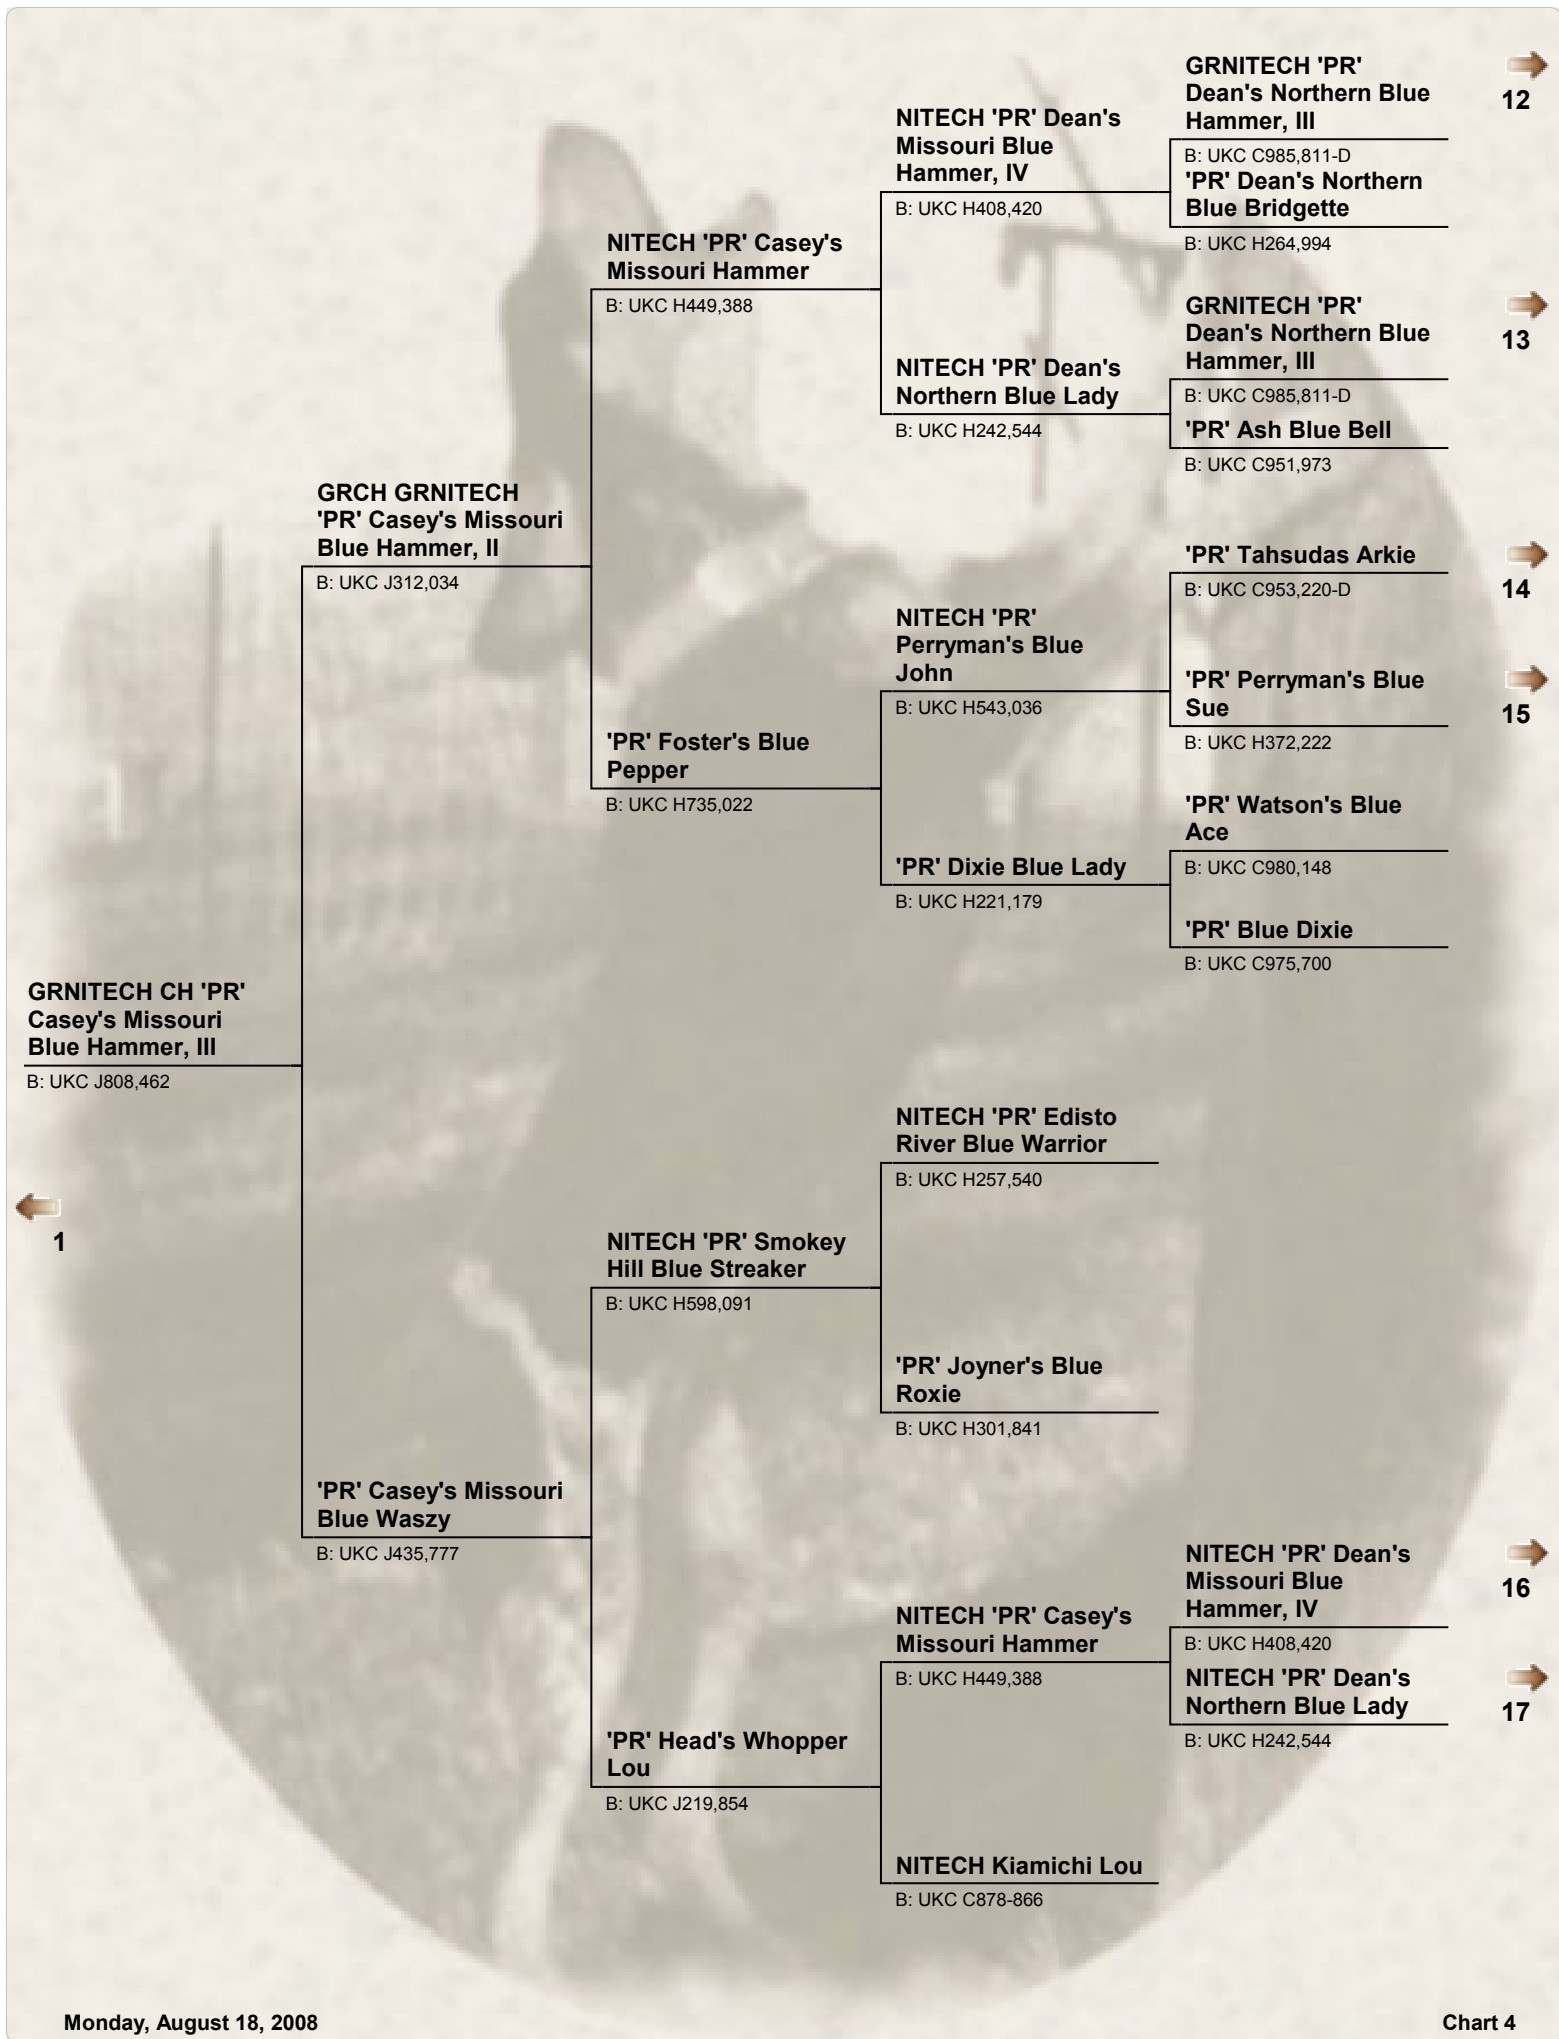 GRNITECH 'PR'
Dean's Northern Blue
Hammer, III
B: UKC C985,811-D
12
NITECH 'PR' Dean's
Missouri Blue
Hammer, IV
B: UKC H408,420
'PR' Dean's Northern
Blue Bridgette
B: UKC H264,994
NITECH 'PR' Casey's
Missouri Hammer
B: UKC H449,388
GRNITECH 'PR'
Dean's Northern Blue
Hammer, III
B: UKC C985,811-D
13
NITECH 'PR' Dean's
Northern Blue Lady
B: UKC H242,544
'PR' Ash Blue Bell
B: UKC C951,973
GRCH GRNITECH
'PR' Casey's Missouri
Blue Hammer, II
B: UKC J312,034
'PR' Tahsudas Arkie
B: UKC C953,220-D
14
NITECH 'PR'
Perryman's Blue
John
B: UKC H543,036
'PR' Perryman's Blue
Sue
B: UKC H372,222
15
'PR' Foster's Blue
Pepper
B: UKC H735,022
'PR' Watson's Blue
Ace
B: UKC C980,148
'PR' Dixie Blue Lady
B: UKC H221,179
'PR' Blue Dixie
B: UKC C975,700
GRNITECH CH 'PR'
Casey's Missouri
Blue Hammer, III
B: UKC J808,462
1
NITECH 'PR' Edisto
River Blue Warrior
B: UKC H257,540
NITECH 'PR' Smokey
Hill Blue Streaker
B: UKC H598,091
'PR' Joyner's Blue
Roxie
B: UKC H301,841
'PR' Casey's Missouri
Blue Waszy
B: UKC J435,777
NITECH 'PR' Dean's
Missouri Blue
Hammer, IV
B: UKC H408,420
16
NITECH 'PR' Casey's
Missouri Hammer
B: UKC H449,388
NITECH 'PR' Dean's
Northern Blue Lady
B: UKC H242,544
17
'PR' Head's Whopper
Lou
B: UKC J219,854
NITECH Kiamichi Lou
B: UKC C878-866
Monday, August 18, 2008
Chart 4